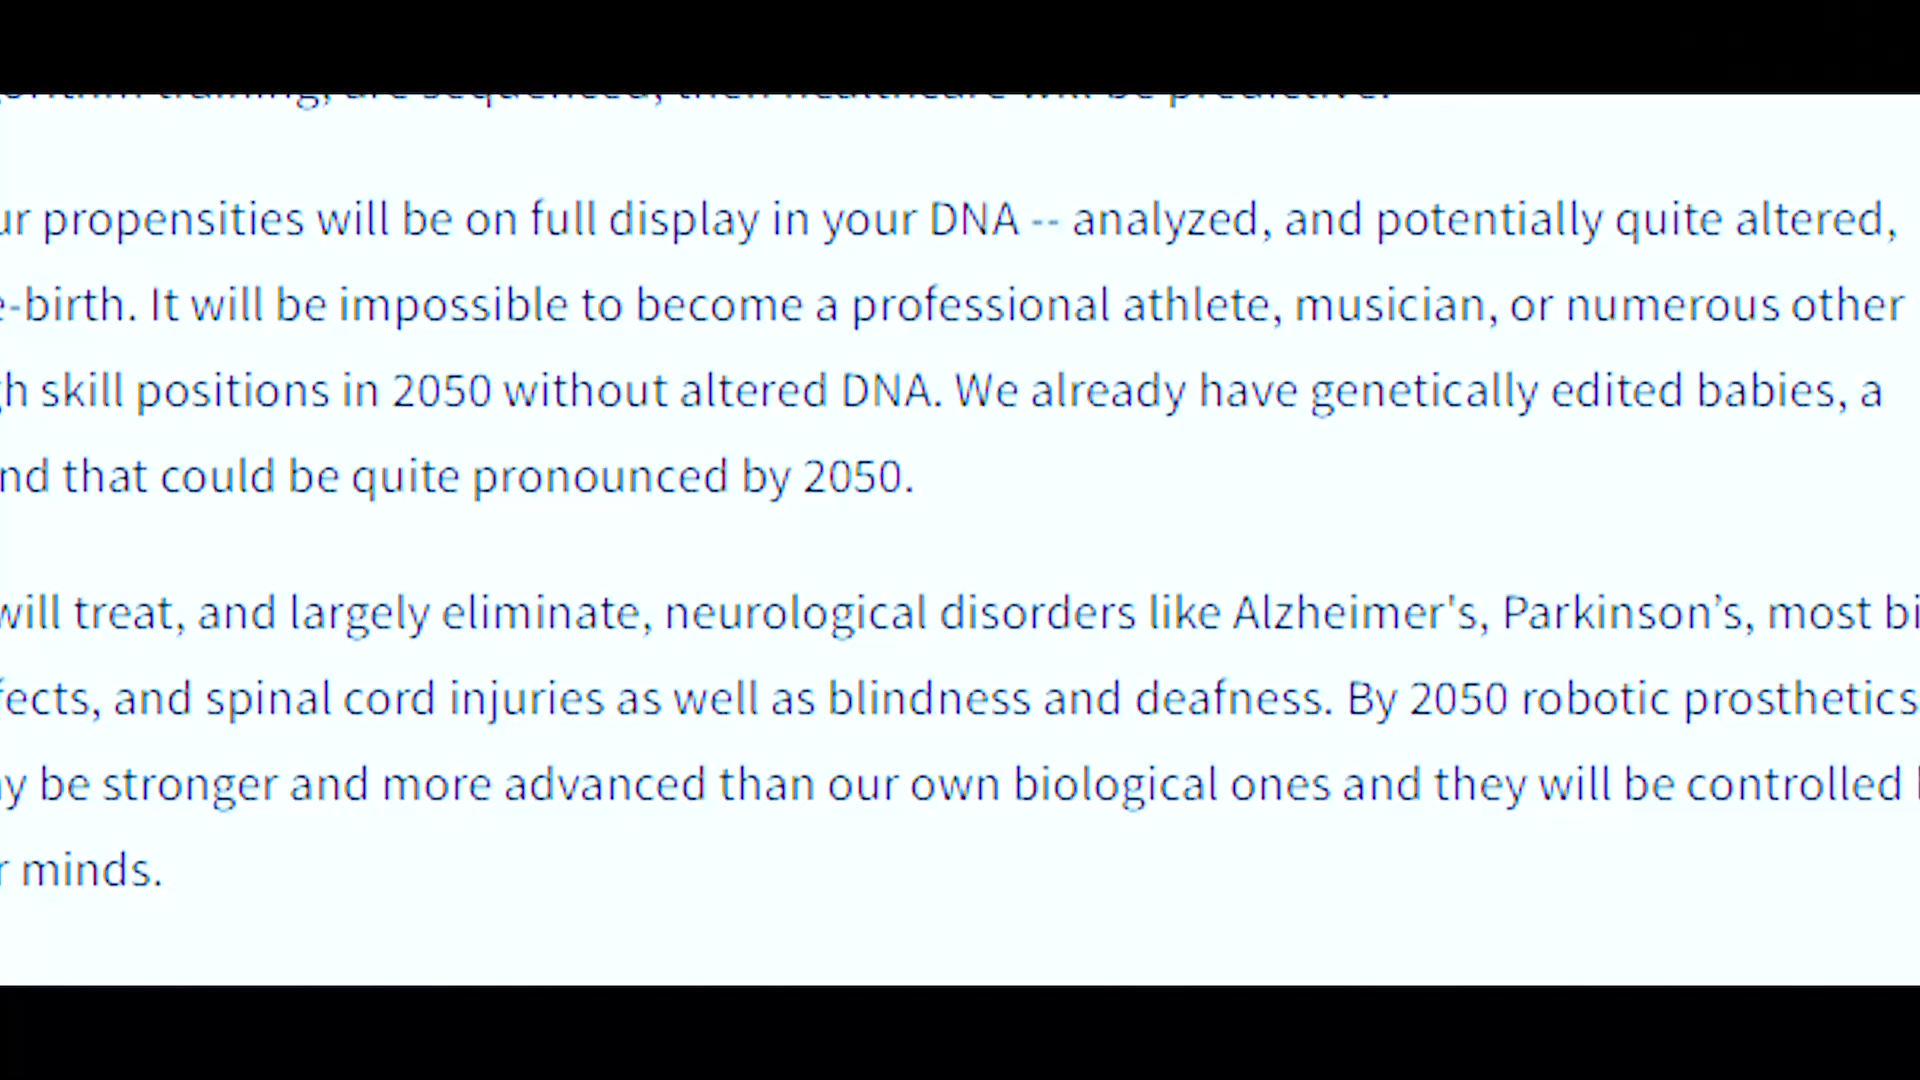 propensities will be on full display in your DNA -- analyzed, and potentially quite altered,
e-birth. It will be impossible to become a professional athlete, musician, or numerous other
gh skill positions in 2050 without altered DNA. We already have genetically edited babies, a
nd that could be quite pronounced by 2050.
will treat, and largely eliminate, neurological disorders like Alzheimer's, Parkinson’s, most bi
fects, and spinal cord injuries as well as blindness and deafness. By 2050 robotic prosthetics
ay be stronger and more advanced than our own biological ones and they will be controlled
r minds.